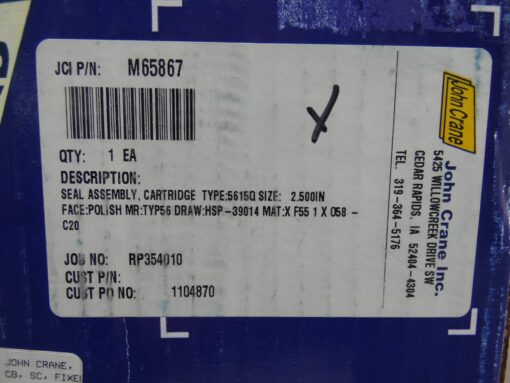 JCI P/N: M65867
QTY: 1 EA
DESCRIPTION:
SEAL ASSEMBLY, CARTRIDGE TYPE:5615Q SIZE: 2.500IN
FACE:POLISH MR:TYP56 DRAW:HSP-39014 MAT:X F55 1 X 058 -
C20
JOB NO: RP354010
CUST P/N:
CUST PO NO: 1104870
X
John Crane
John Crane Inc.
5425 WILLOWCREEK DRIVE SW
CEDAR RAPIDS, IA 52404-4304
TEL. 319-364-5176
JOHN CRANE,
CB, SC, FIXE